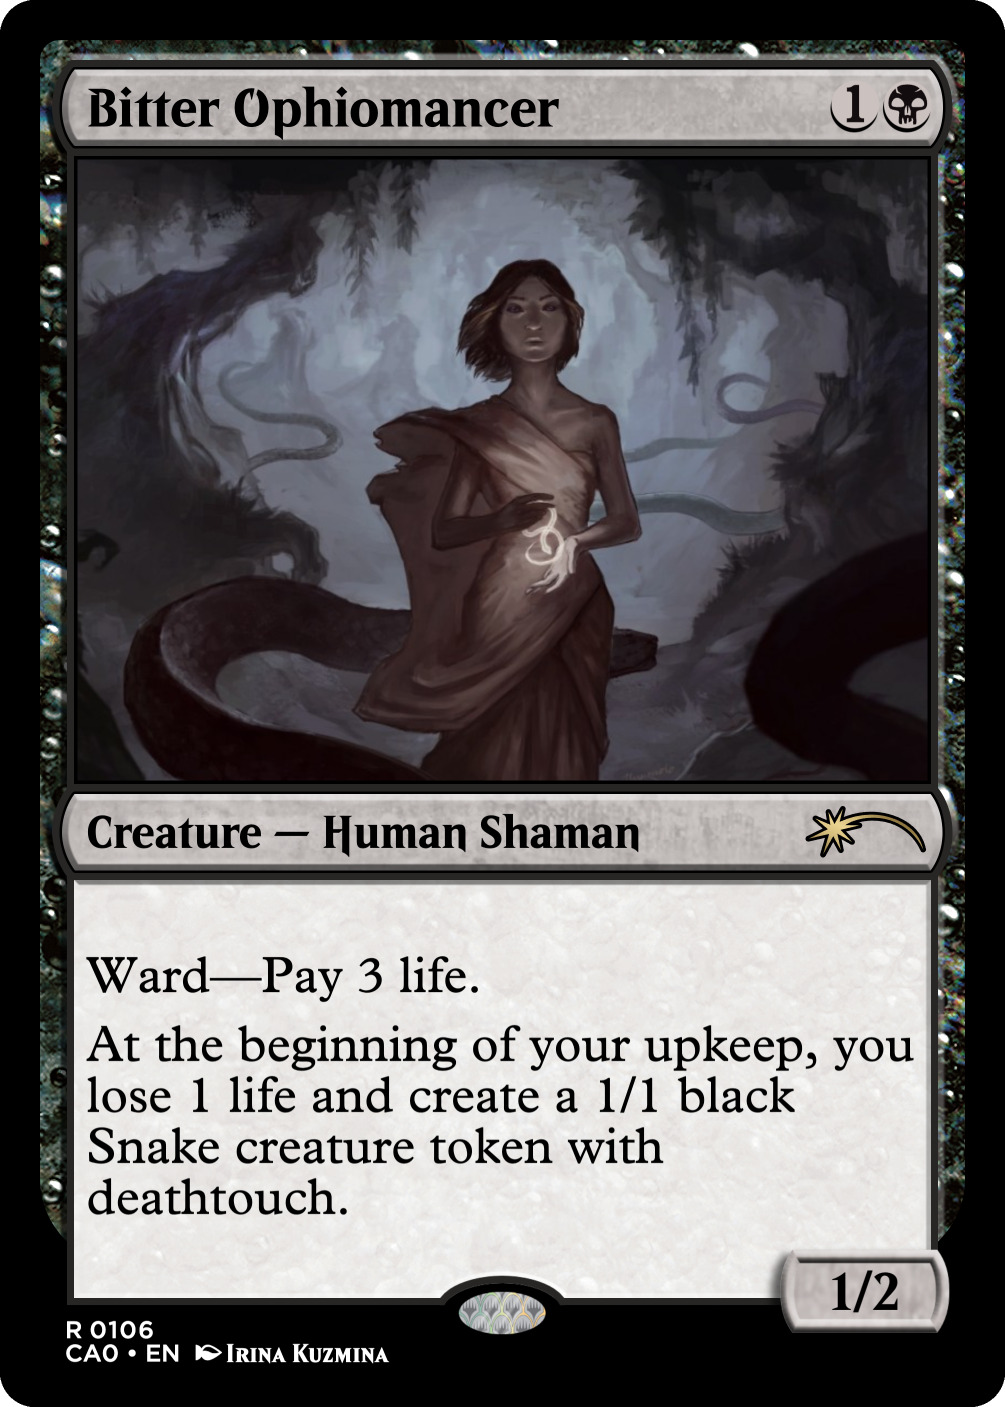 Bitter Ophiomancer 1
Creature — Human Shaman
Ward—Pay 3 life.
At the beginning of your upkeep, you
lose 1 life and create a 1/1 black
Snake creature token with
deathtouch.
1/2
R 0106
CAO • EN IRINA KUZMINA